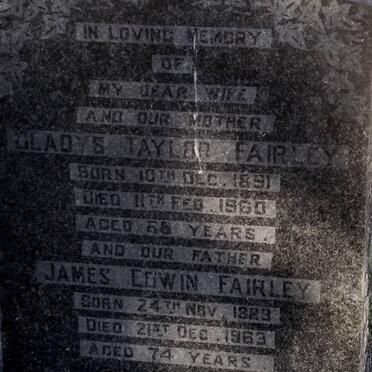 IN LOVING MEMORY
OF
MY DEAR WIFE
AND OUR MOTHER
GLADYS TAYLOR FAIRLEY
BORN 10TH DEC. 1891
DIED 11TH FEB. 1960
AGED 68 YEARS.
AND OUR FATHER
JAMES EDWIN FAIRLEY
BORN 24TH NOV. 1889
DIED 21ST DEC. 1963
AGED 74 YEARS